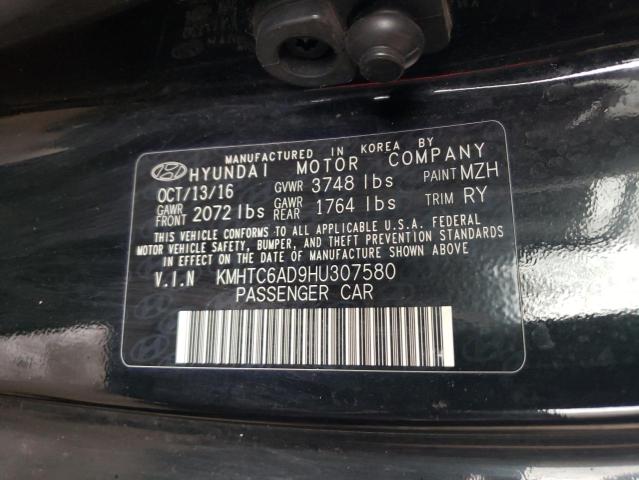 MANUFACTURED IN KOREA BY
HYUNDAI MOTOR COMPANY
OCT/13/16 GVWR 3748 lbs PAINT MZH
GAWR FRONT 2072 lbs GAWR REAR 1764 lbs TRIM RY
THIS VEHICLE CONFORMS TO ALL APPLICABLE U.S.A. FEDERAL
MOTOR VEHICLE SAFETY, BUMPER, AND THEFT PREVENTION STANDARDS
IN EFFECT ON THE DATE OF MANUFACTURE SHOWN ABOVE.
V.I.N KMHTC6AD9HU307580
PASSENGER CAR